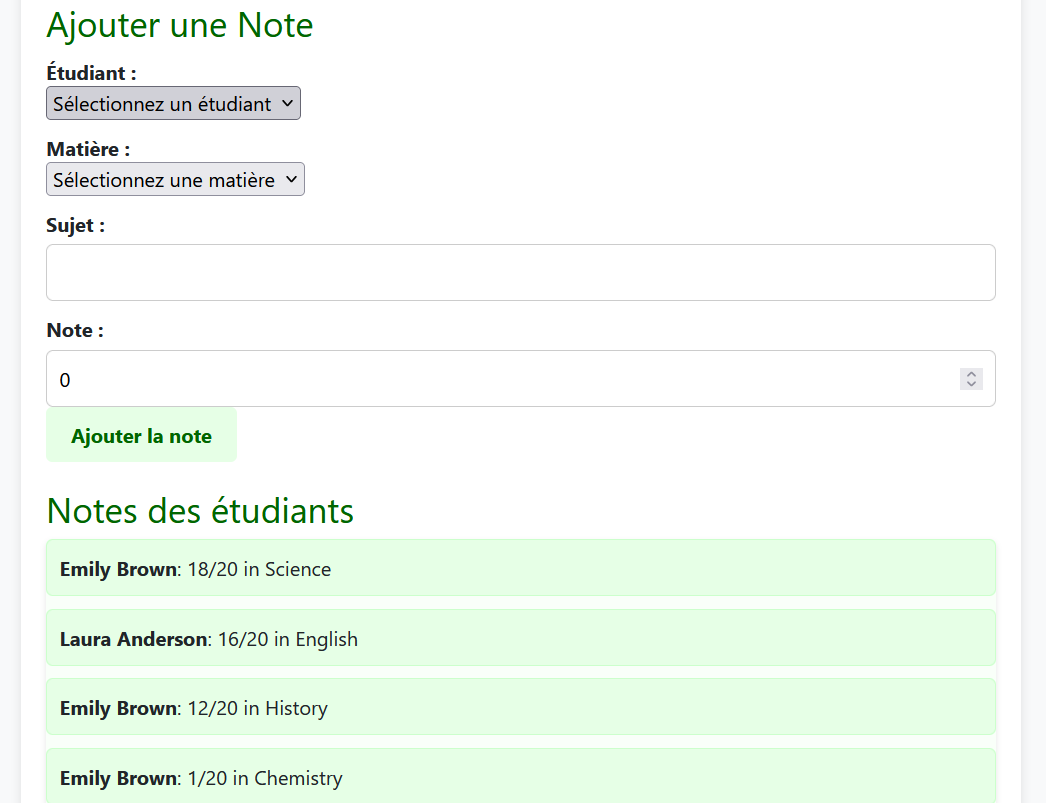 Ajouter une Note
Étudiant :
Sélectionnez un étudiant
Matière :
Sélectionnez une matière
Sujet :
Note :
0
Ajouter la note
Notes des étudiants
Emily Brown: 18/20 in Science
Laura Anderson: 16/20 in English
Emily Brown: 12/20 in History
Emily Brown: 1/20 in Chemistry